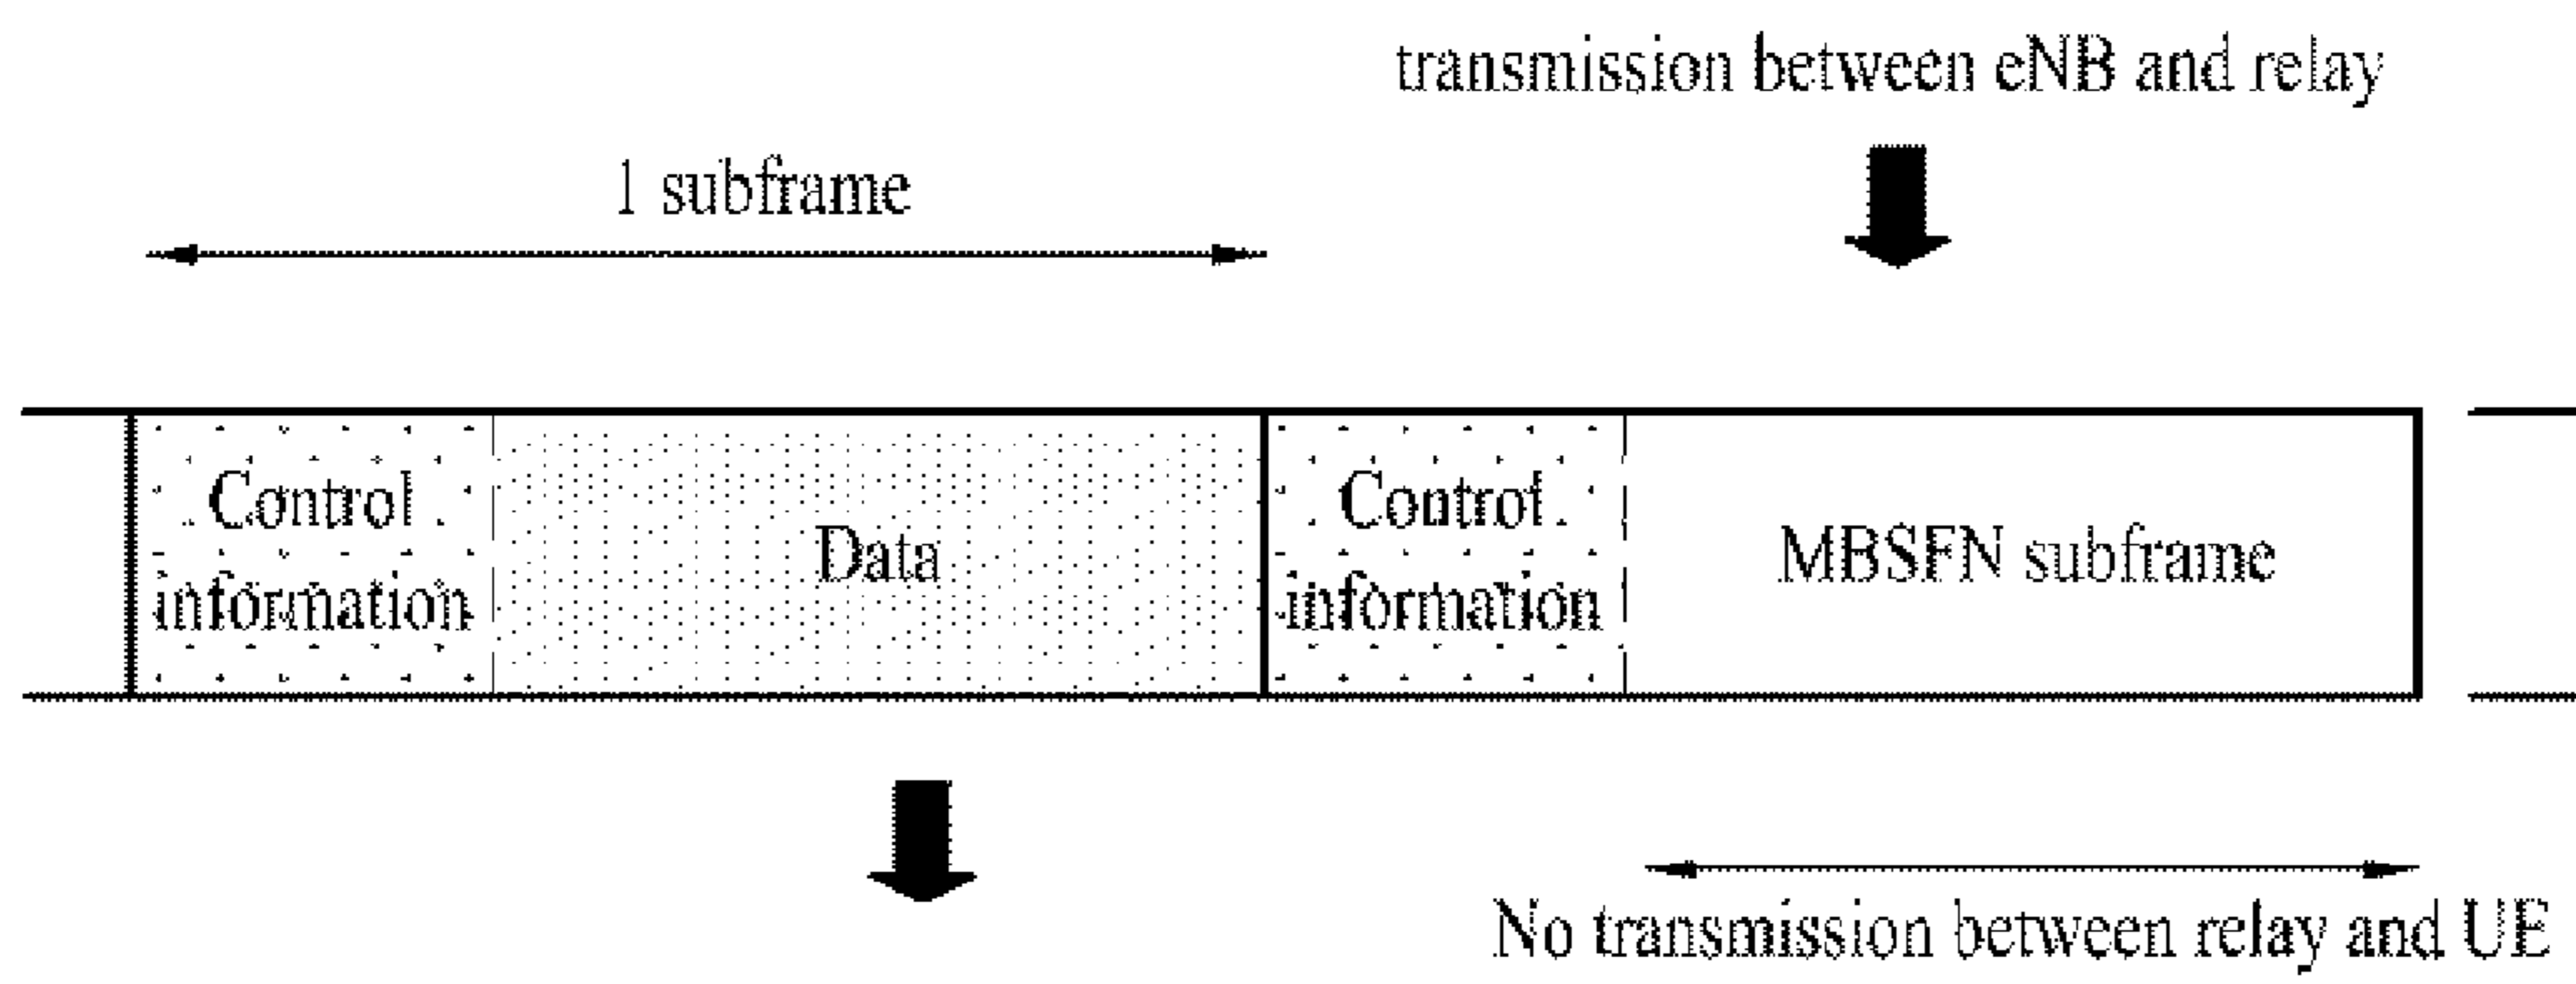 transmission between eNB and relay
1 subframe
Control
information
Data
Control
information
MBSFN subframe
No transmission between relay and UE